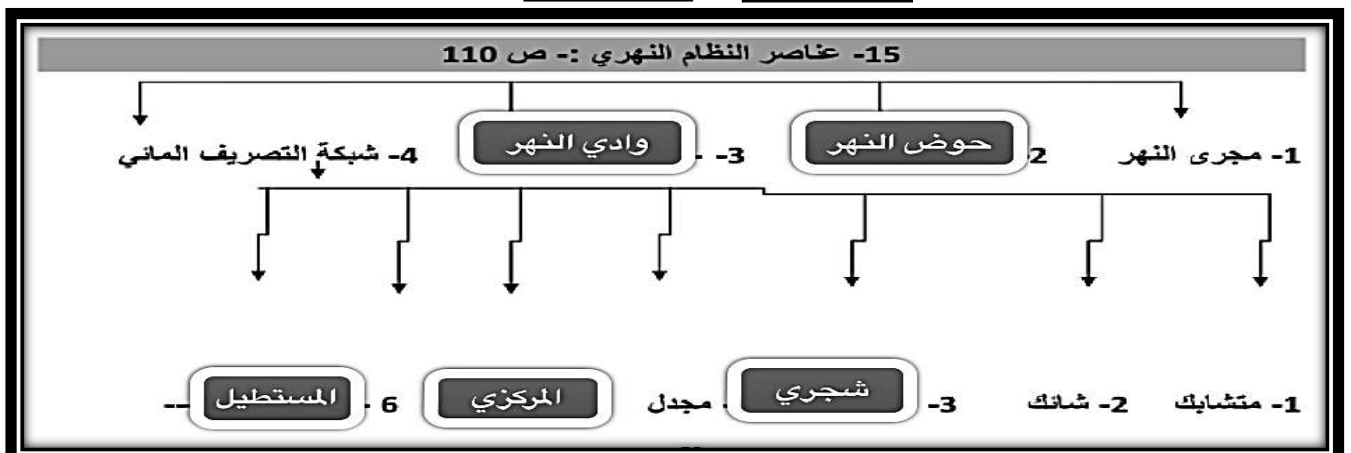 15- عناصر النظام النهري :- ص 110
1- مجرى النهر 2 حوض النهر 3- - وادي النهر 4- شبكة التصريف المائي
1- متشابك 2- شائك 3- شجري - مجدل المركزي 6 - المستطيل --